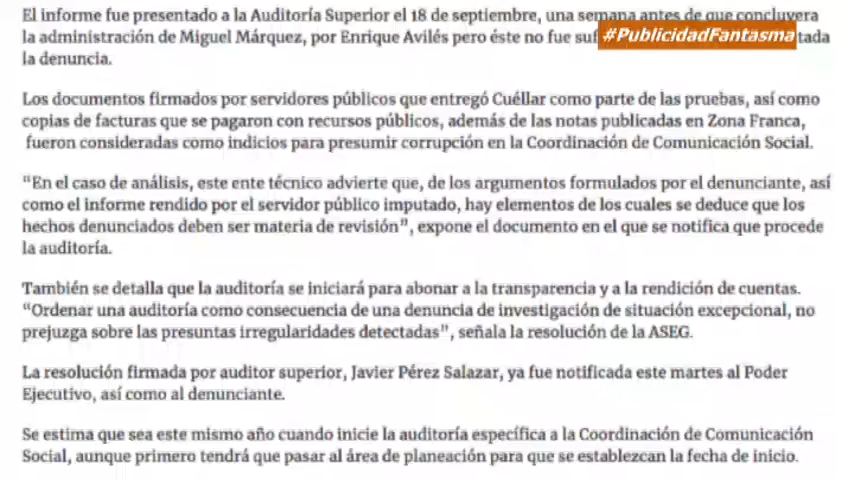 El informe fue presentado a la Auditoría Superior el 18 de septiembre, una semana antes de que concluyera
la administración de Miguel Márquez, por Enrique Avilés pero éste no fue suf #PublicidadFantasma tada
la denuncia.
Los documentos firmados por servidores públicos que entregó Cuéllar como parte de las pruebas, así como
copias de facturas que se pagaron con recursos públicos, además de las notas publicadas en Zona Franca,
fueron consideradas como indicios para presumir corrupción en la Coordinación de Comunicación Social.
“En el caso de análisis, este ente técnico advierte que, de los argumentos formulados por el denunciante, así
como el informe rendido por el servidor público imputado, hay elementos de los cuales se deduce que los
hechos denunciados deben ser materia de revisión”, expone el documento en el que se notifica que procede
la auditoría.
También se detalla que la auditoría se iniciará para abonar a la transparencia y a la rendición de cuentas.
“Ordenar una auditoría como consecuencia de una denuncia de investigación de situación excepcional, no
prejuzga sobre las presuntas irregularidades detectadas”, señala la resolución de la ASEG.
La resolución firmada por auditor superior, Javier Pérez Salazar, ya fue notificada este martes al Poder
Ejecutivo, así como al denunciante.
Se estima que sea este mismo año cuando inicie la auditoría específica a la Coordinación de Comunicación
Social, aunque primero tendrá que pasar al área de planeación para que se establezcan la fecha de inicio.